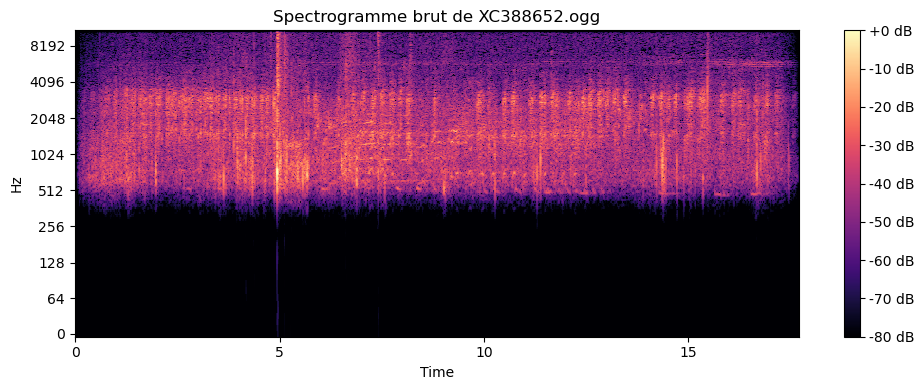 Spectrogramme brut de XC388652.ogg
8192
4096
2048
1024
512
256
128
64
0
Hz
0
5
10
15
Time
+0 dB
-10 dB
-20 dB
-30 dB
-40 dB
-50 dB
-60 dB
-70 dB
-80 dB